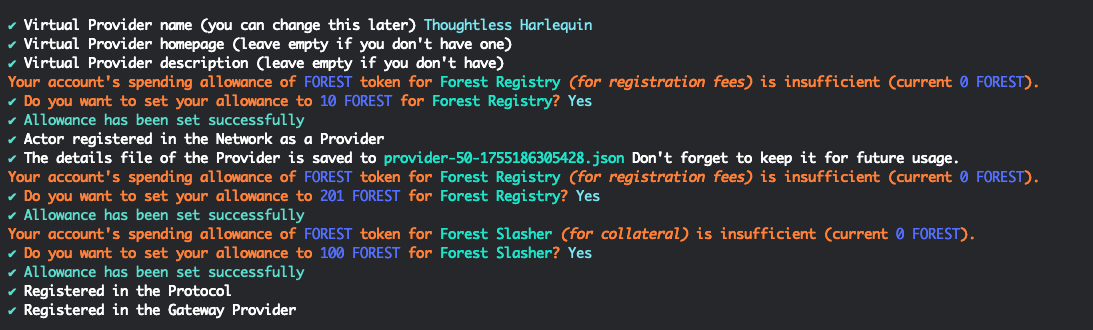 ✔ Virtual Provider name (you can change this later) Thoughtless Harlequin
✔ Virtual Provider homepage (leave empty if you don't have one)
✔ Virtual Provider description (leave empty if you don't have)
Your account's spending allowance of FOREST token for Forest Registry (for registration fees) is insufficient (current 0 FOREST).
✔ Do you want to set your allowance to 10 FOREST for Forest Registry? Yes
✔ Allowance has been set successfully
✔ Actor registered in the Network as a Provider
✔ The details file of the Provider is saved to provider-50-1755186305428.json Don't forget to keep it for future usage.
Your account's spending allowance of FOREST token for Forest Registry (for registration fees) is insufficient (current 0 FOREST).
✔ Do you want to set your allowance to 201 FOREST for Forest Registry? Yes
✔ Allowance has been set successfully
Your account's spending allowance of FOREST token for Forest Slasher (for collateral) is insufficient (current 0 FOREST).
✔ Do you want to set your allowance to 100 FOREST for Forest Slasher? Yes
✔ Allowance has been set successfully
✔ Registered in the Protocol
✔ Registered in the Gateway Provider